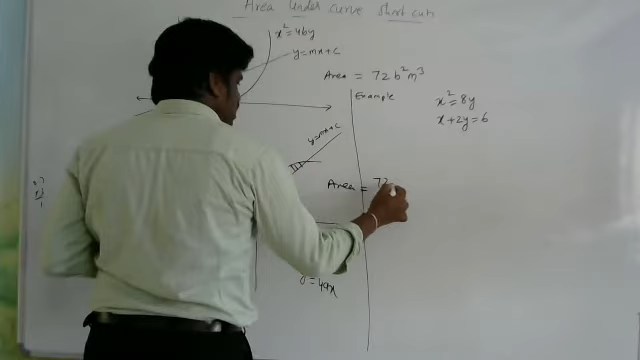 Area Under curve Short cuts
x² = 4by
y = mx + c
Area = 72 b² m³
Example
x² = 8y
x + 2y = 6
y = mx + c
Area = 72
= 4ax